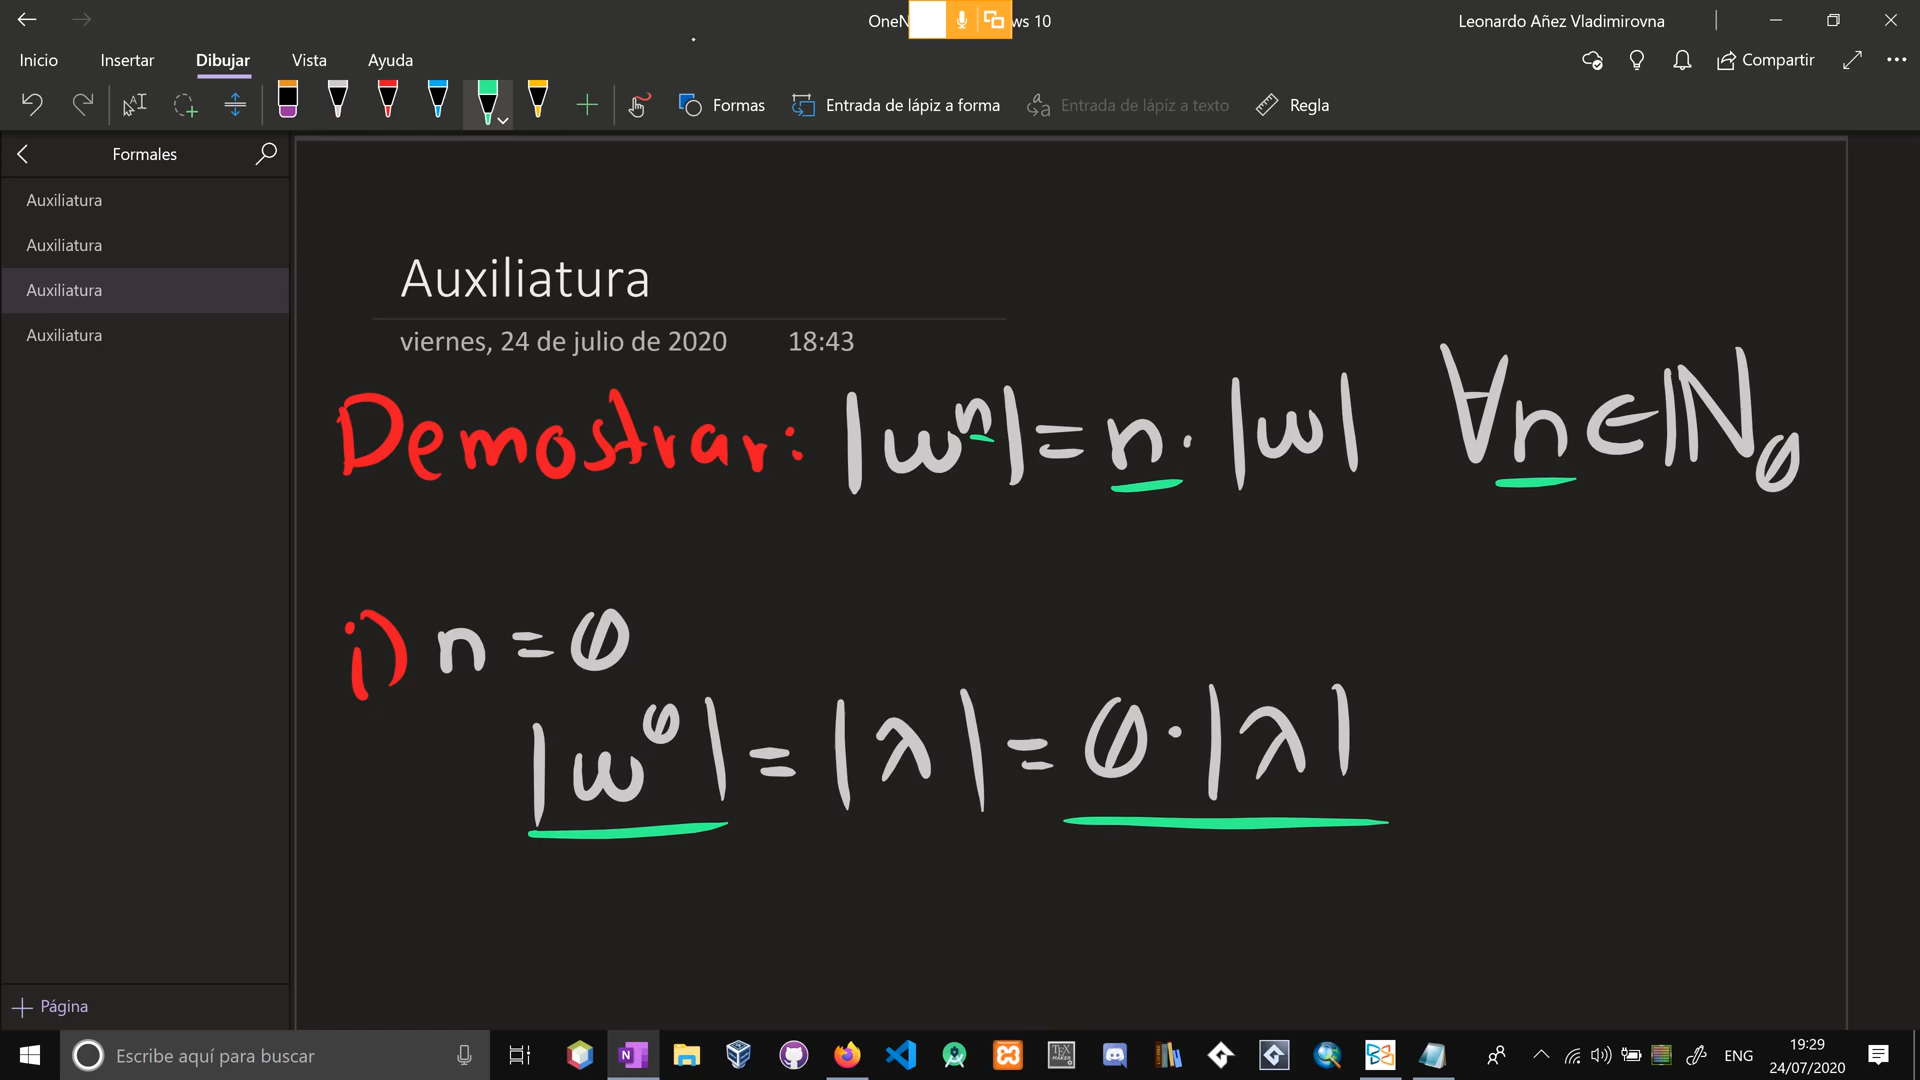 OneN ws 10
Leonardo Añez Vladimirovna
Inicio Insertar Dibujar Vista Ayuda
Compartir
Formas Entrada de lápiz a forma Entrada de lápiz a texto Regla
Formales
Auxiliatura
Auxiliatura
Auxiliatura
Auxiliatura
Auxiliatura
viernes, 24 de julio de 2020 18:43
Demostrar: |wⁿ| = n · |w| ∀n∈ℕ₀
i) n = 0
|w⁰| = |λ| = 0 · |λ|
Página
Escribe aquí para buscar
ENG
19:29
24/07/2020